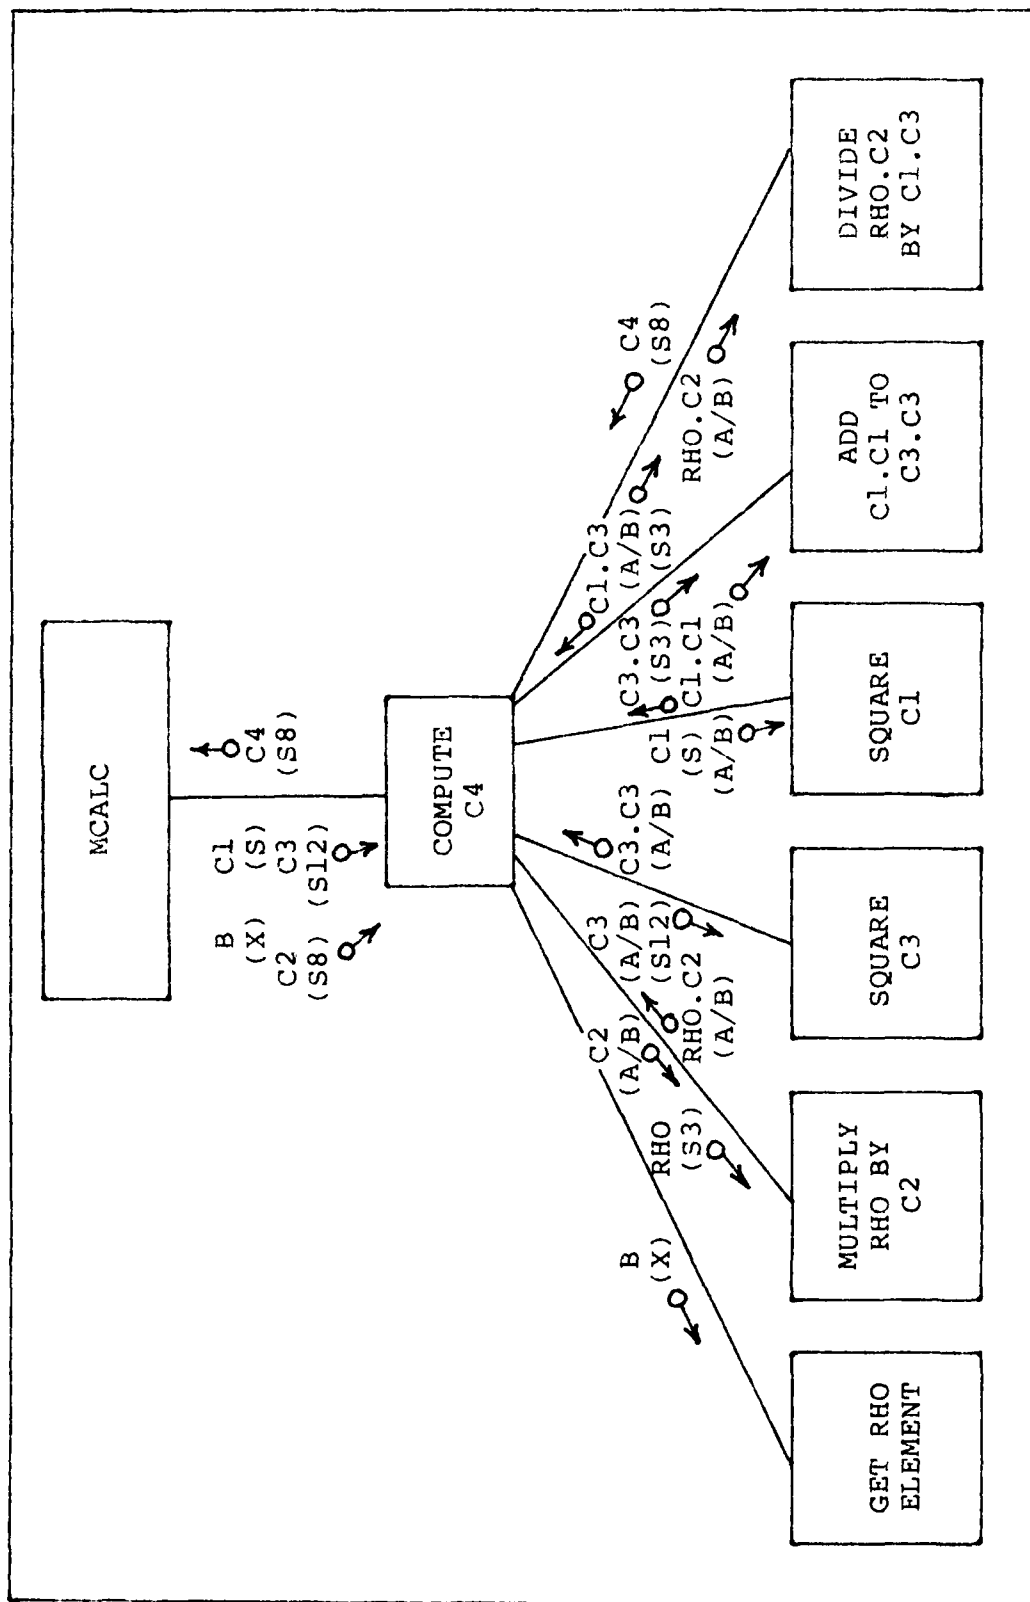 MCALC
B
(X)
C2
(S8)
C1
(S)
C3
(S12)
C4
(S8)
COMPUTE
C4
B
(X)
RHO
(S3)
C2
(A/B)
RHO.C2
(A/B)
C3
(A/B)
(S12)
C3.C3
(A/B)
C1
(S)
(A/B)
C3.C3
(S3)
C1.C1
(A/B)
C1.C3
(A/B)
(S3)
RHO.C2
(A/B)
C4
(S8)
GET RHO
ELEMENT
MULTIPLY
RHO BY
C2
SQUARE
C3
SQUARE
C1
ADD
C1.C1 TO
C3.C3
DIVIDE
RHO.C2
BY C1.C3